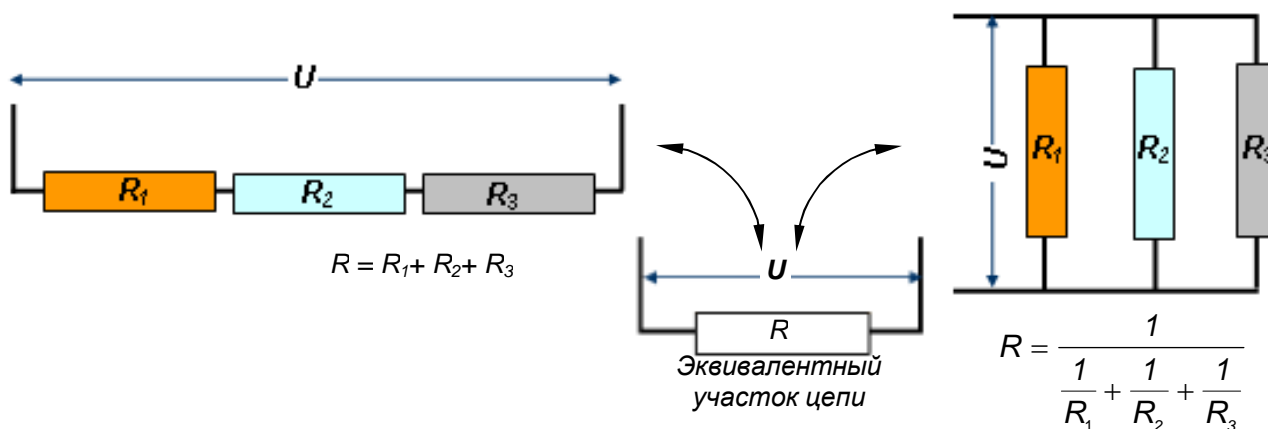 U
R₁ R₂ R₃
R = R₁+ R₂+ R₃
U
R
Эквивалентный
участок цепи
U
R₁ R₂ R₃
R = 1 / (1/R₁ + 1/R₂ + 1/R₃)